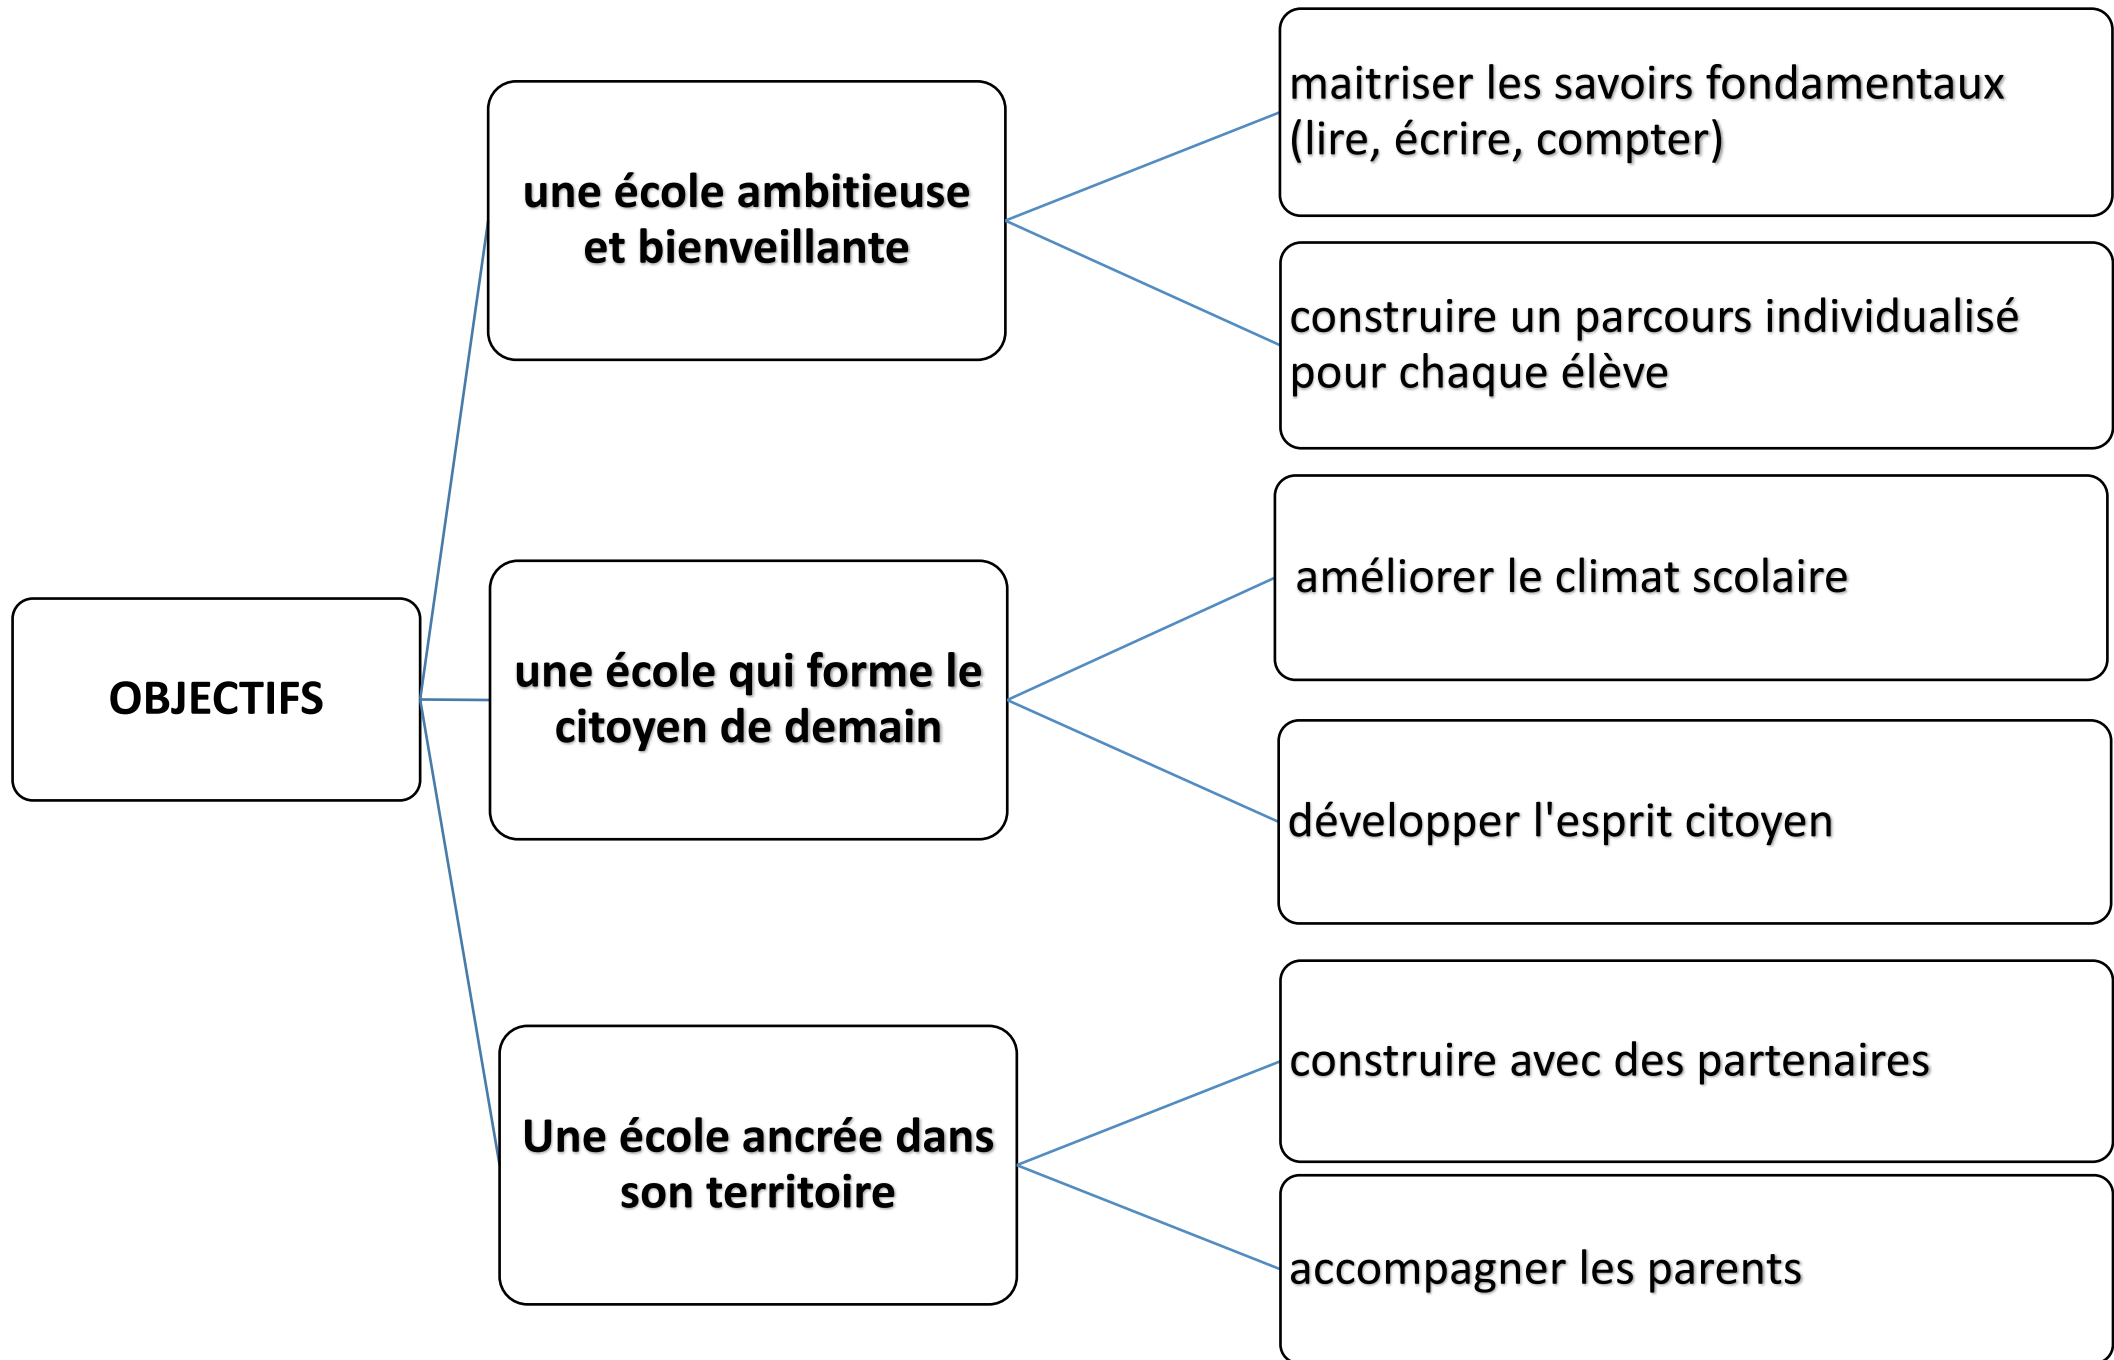 OBJECTIFS
une école ambitieuse
et bienveillante
maitriser les savoirs fondamentaux
(lire, écrire, compter)
construire un parcours individualisé
pour chaque élève
une école qui forme le
citoyen de demain
améliorer le climat scolaire
développer l'esprit citoyen
Une école ancrée dans
son territoire
construire avec des partenaires
accompagner les parents